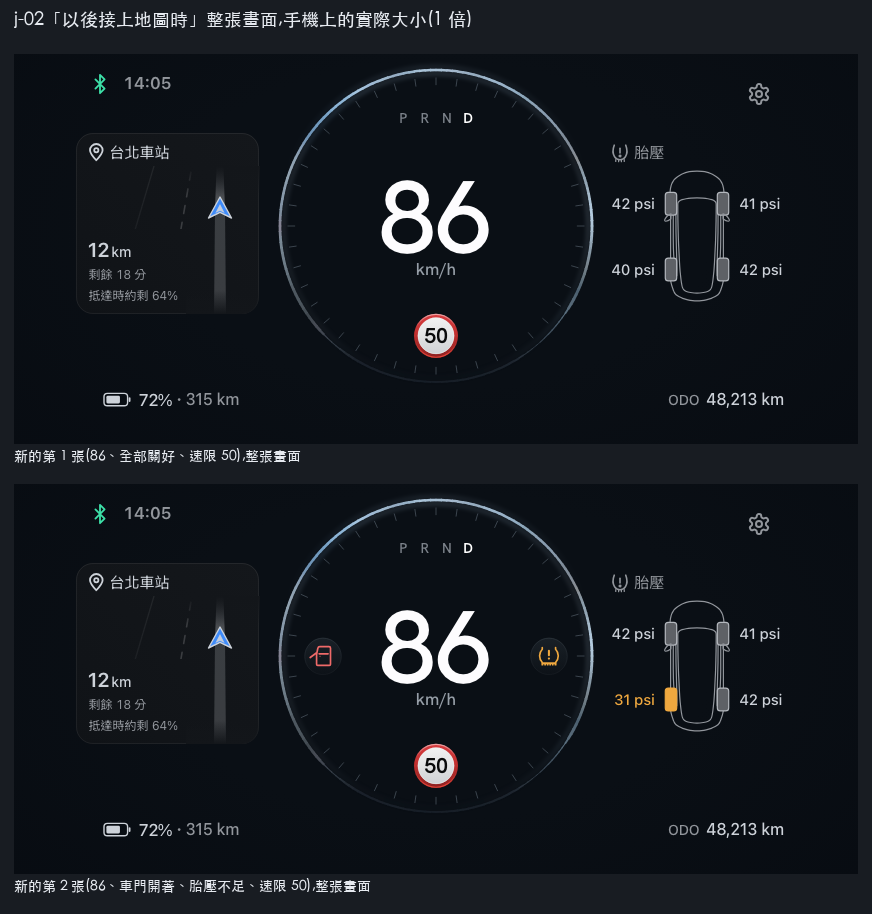 j-02「以後接上地圖時」整張畫面,手機上的實際大小(1 倍)
14:05
P R N D
台北車站
胎壓
86
km/h
42 psi
41 psi
40 psi
42 psi
12 km
剩餘 18 分
抵達時約剩 64%
50
72% · 315 km
ODO 48,213 km
新的第 1 張(86、全部關好、速限 50),整張畫面
14:05
P R N D
台北車站
胎壓
86
km/h
42 psi
41 psi
31 psi
42 psi
12 km
剩餘 18 分
抵達時約剩 64%
50
72% · 315 km
ODO 48,213 km
新的第 2 張(86、車門開著、胎壓不足、速限 50),整張畫面